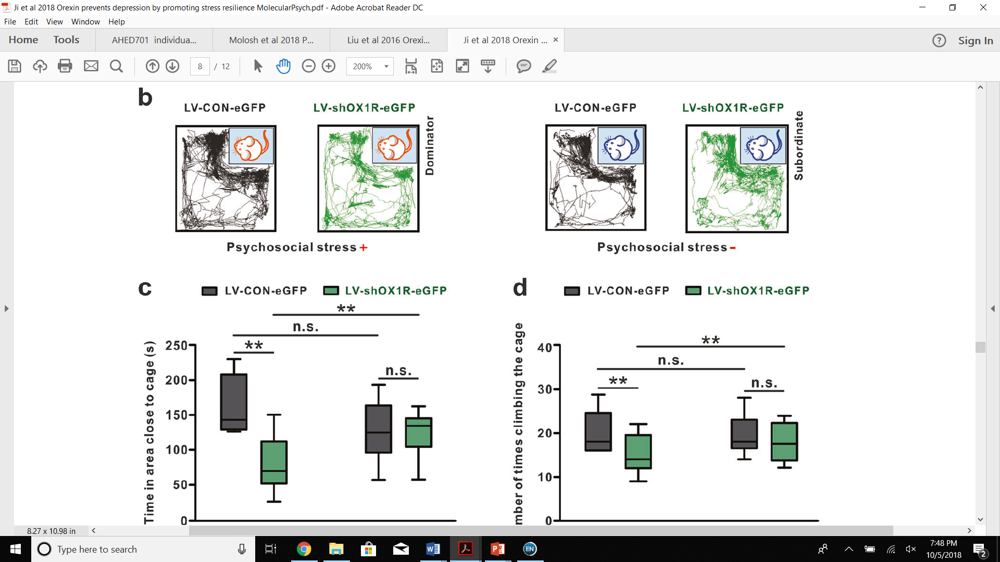 Ji et al 2018 Orexin prevents depression by promoting stress resilience MolecularPsych.pdf - Adobe Acrobat Reader DC
File Edit View Window Help
Home Tools AHED701 individua... Molosh et al 2018 P... Liu et al 2016 Orexi... Ji et al 2018 Orexin ... × ? Sign In
8 / 12 200%
b
LV-CON-eGFP LV-shOX1R-eGFP LV-CON-eGFP LV-shOX1R-eGFP
Dominator
Subordinate
Psychosocial stress + Psychosocial stress -
c LV-CON-eGFP LV-shOX1R-eGFP
**
n.s.
**
n.s.
Time in area close to cage (s)
250
200
150
100
50
0
d LV-CON-eGFP LV-shOX1R-eGFP
**
n.s.
**
n.s.
mber of times climbing the cage
40
30
20
10
0
8.27 x 10.98 in
Type here to search
EN
7:48 PM
10/5/2018
2